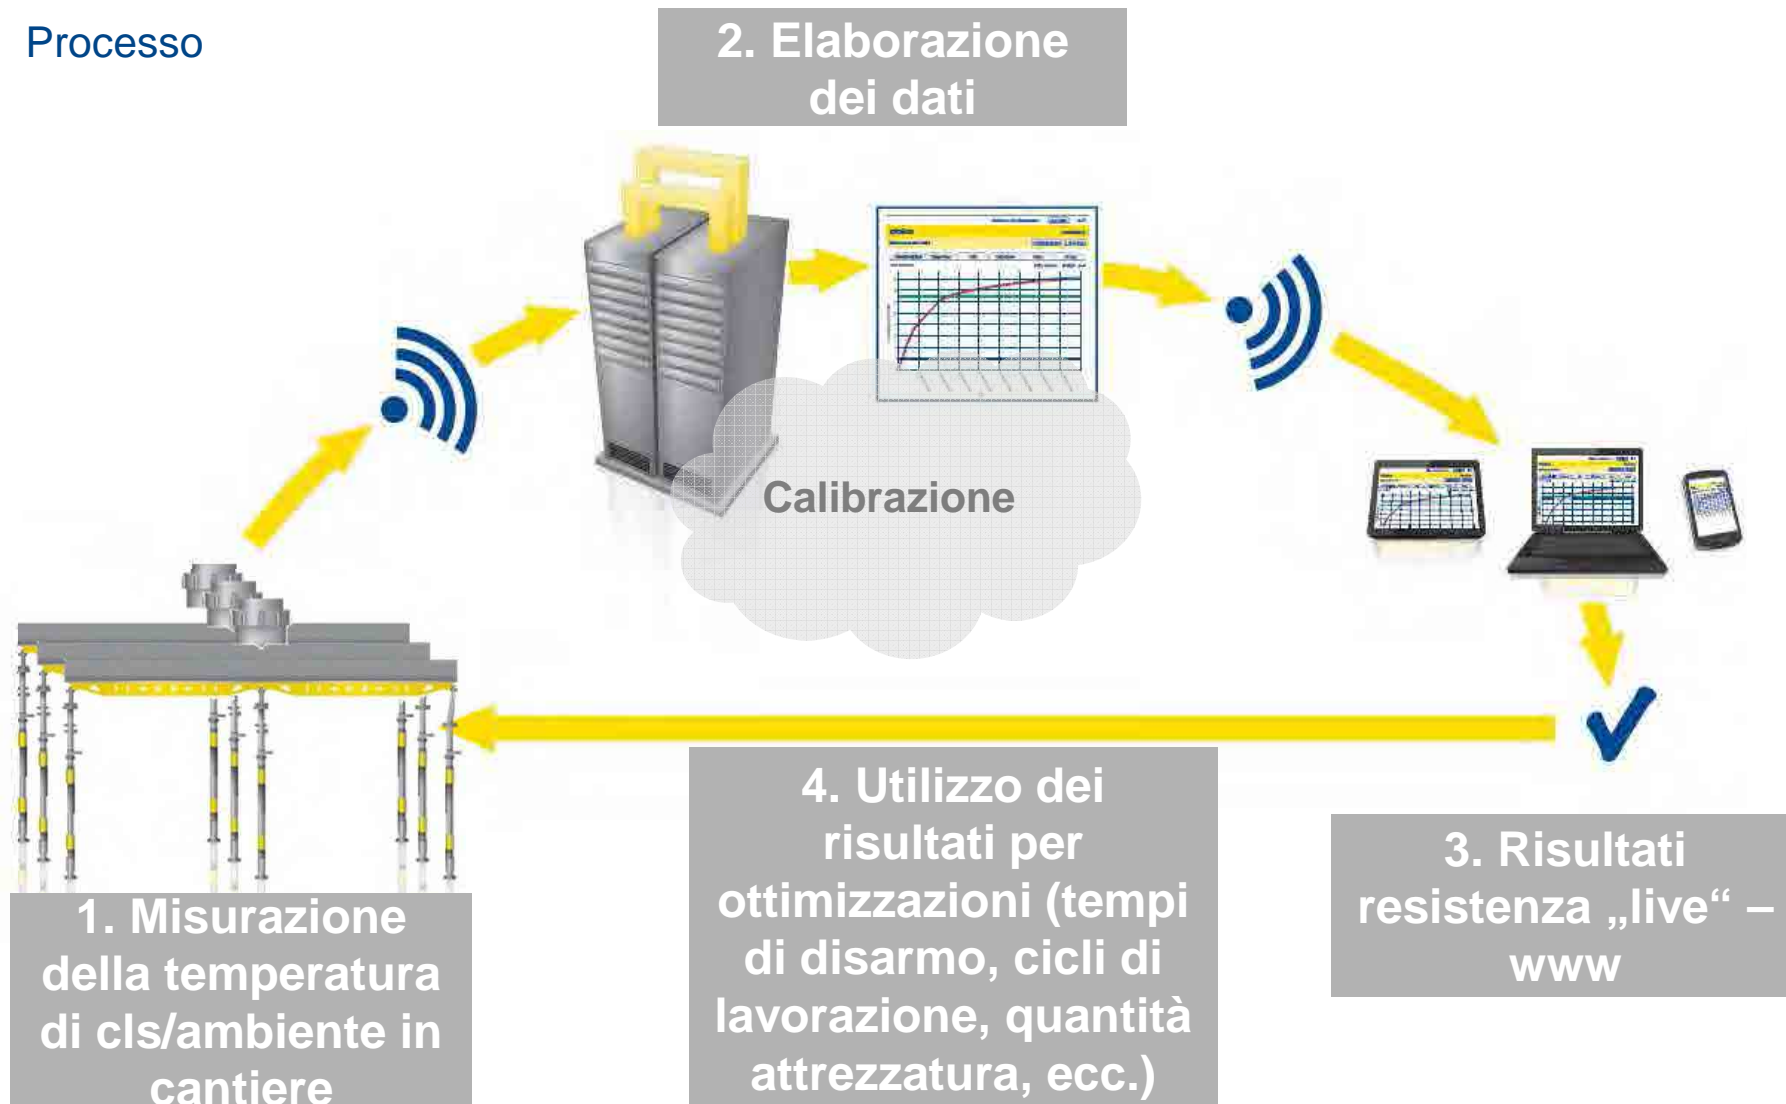 Processo
2. Elaborazione
dei dati
Calibrazione
4. Utilizzo dei
risultati per
ottimizzazioni (tempi
di disarmo, cicli di
lavorazione, quantità
attrezzatura, ecc.)
3. Risultati
resistenza „live“ –
www
1. Misurazione
della temperatura
di cls/ambiente in
cantiere